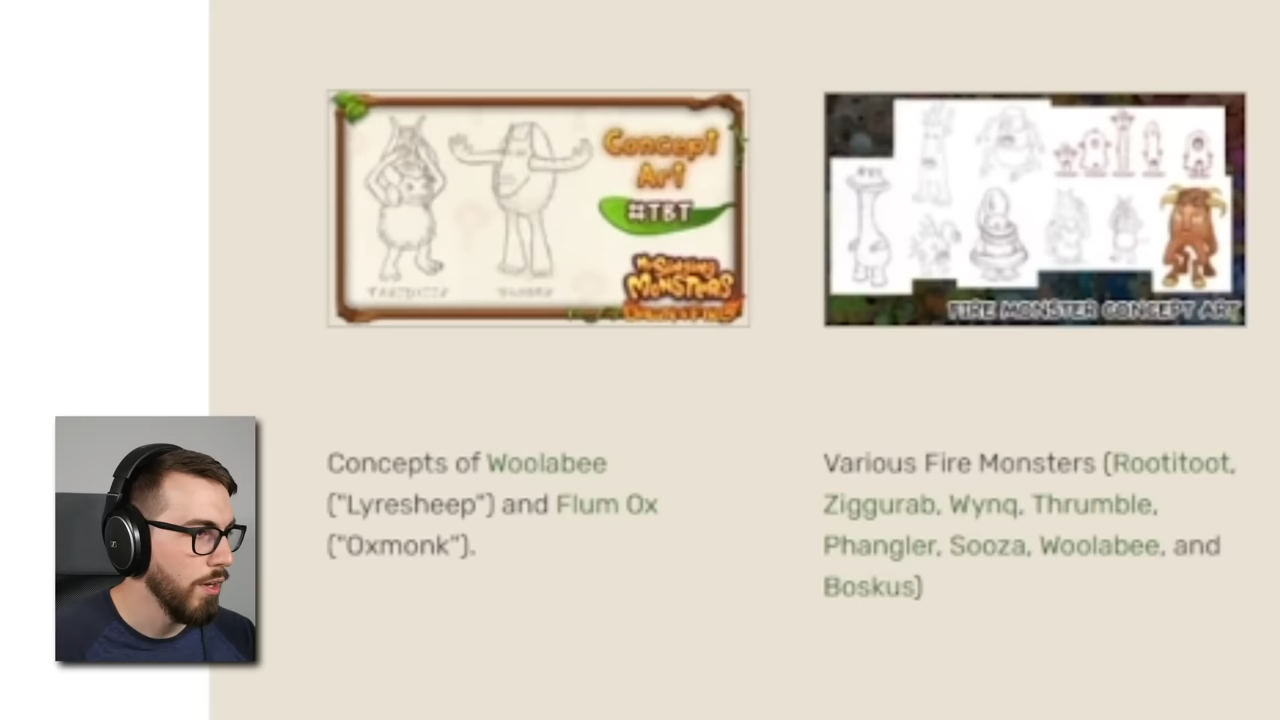 Concept
Art
#TBT
My Singing
Monsters
FIRE MONSTER CONCEPT ART
Concepts of Woolabee
("Lyresheep") and Flum Ox
("Oxmonk").
Various Fire Monsters (Rootitoot,
Ziggurab, Wynq, Thrumble,
Phangler, Sooza, Woolabee, and
Boskus)